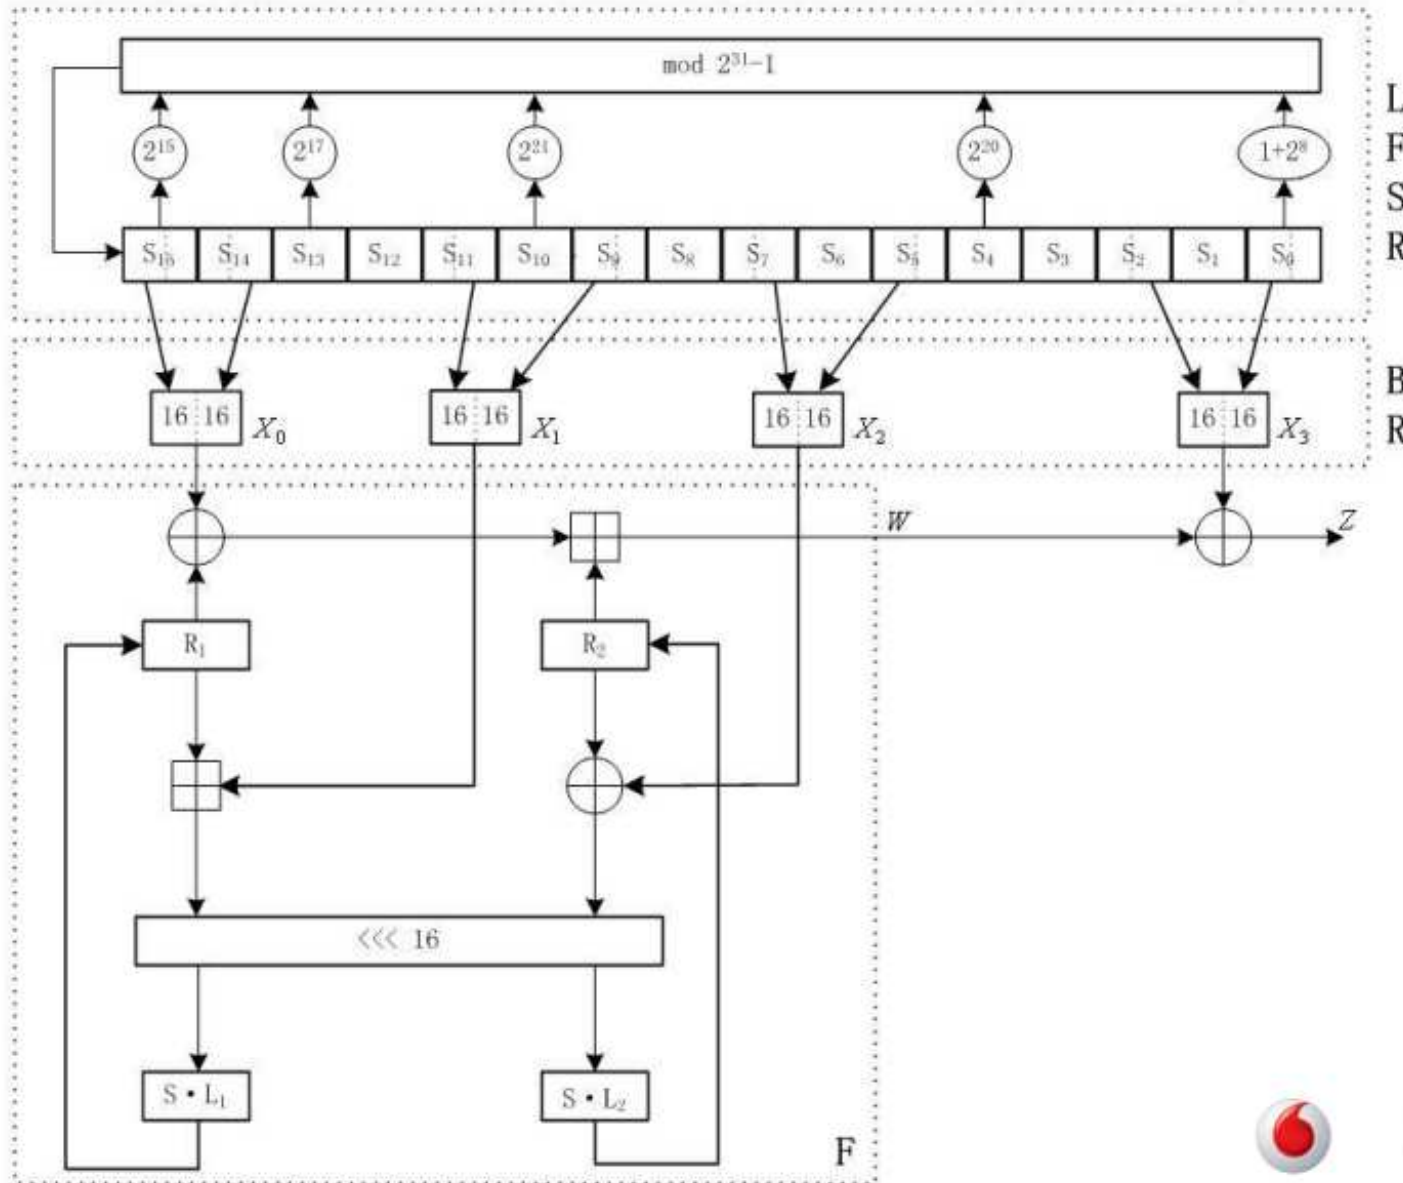 mod 2³¹-1
2¹⁵ 2¹⁷ 2²¹ 2²⁰ 1+2⁸
S₁₅ S₁₄ S₁₃ S₁₂ S₁₁ S₁₀ S₉ S₈ S₇ S₆ S₅ S₄ S₃ S₂ S₁ S₀
L
F
S
R
16 16 X₀ 16 16 X₁ 16 16 X₂ 16 16 X₃
B
R
W Z
R₁ R₂
<<< 16
S•L₁ S•L₂
F